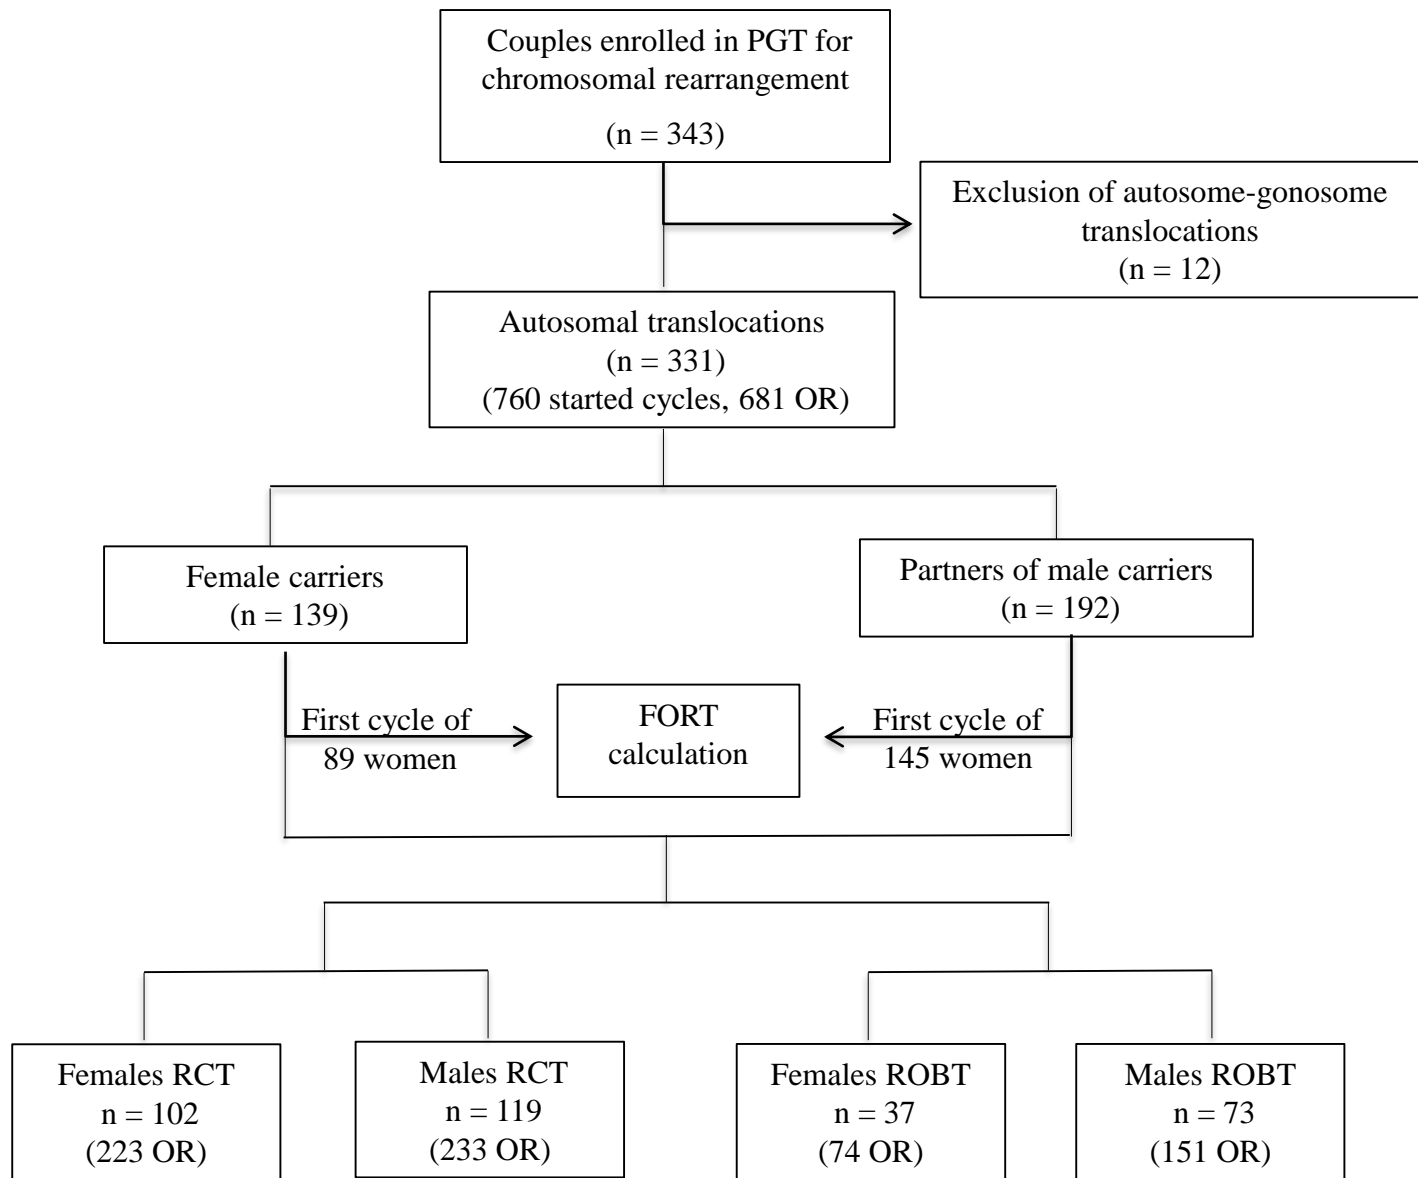 Couples enrolled in PGT for
chromosomal rearrangement
(n = 343)
Exclusion of autosome-gonosome
translocations
(n = 12)
Autosomal translocations
(n = 331)
(760 started cycles, 681 OR)
Female carriers
(n = 139)
Partners of male carriers
(n = 192)
First cycle of
89 women
FORT
calculation
First cycle of
145 women
Females RCT
n = 102
(223 OR)
Males RCT
n = 119
(233 OR)
Females ROBT
n = 37
(74 OR)
Males ROBT
n = 73
(151 OR)